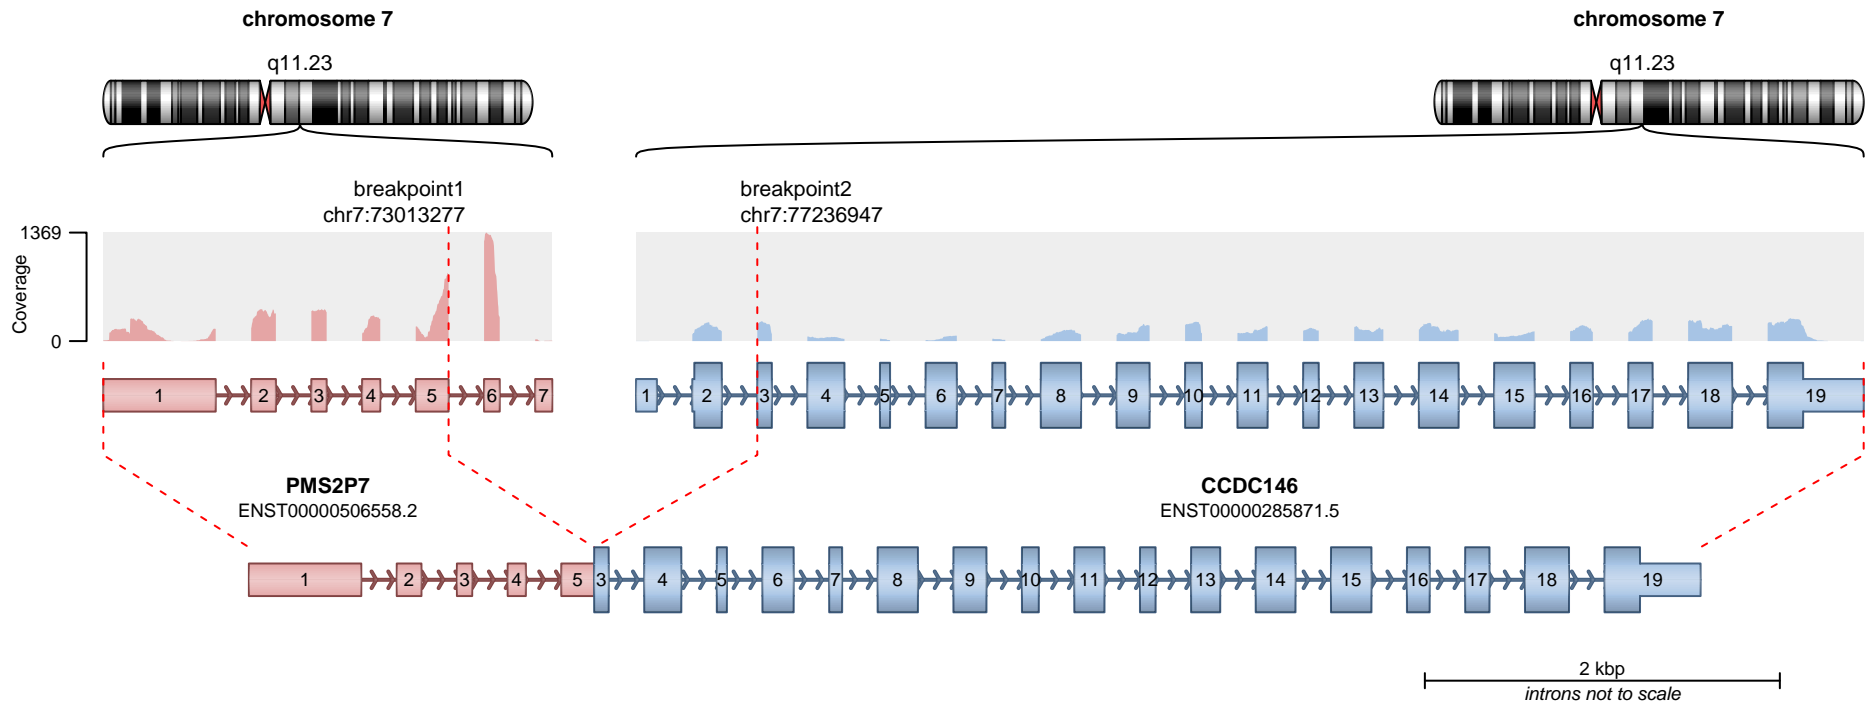 chromosome 7
chromosome 7
q11.23
q11.23
breakpoint1
chr7:73013277
breakpoint2
chr7:77236947
1369
Coverage
0
1 2 3 4 5 6 7
1 2 3 4 5 6 7 8 9 10 11 12 13 14 15 16 17 18 19
PMS2P7
ENST00000506558.2
CCDC146
ENST00000285871.5
1 2 3 4 5 3 4 5 6 7 8 9 10 11 12 13 14 15 16 17 18 19
2 kbp
introns not to scale